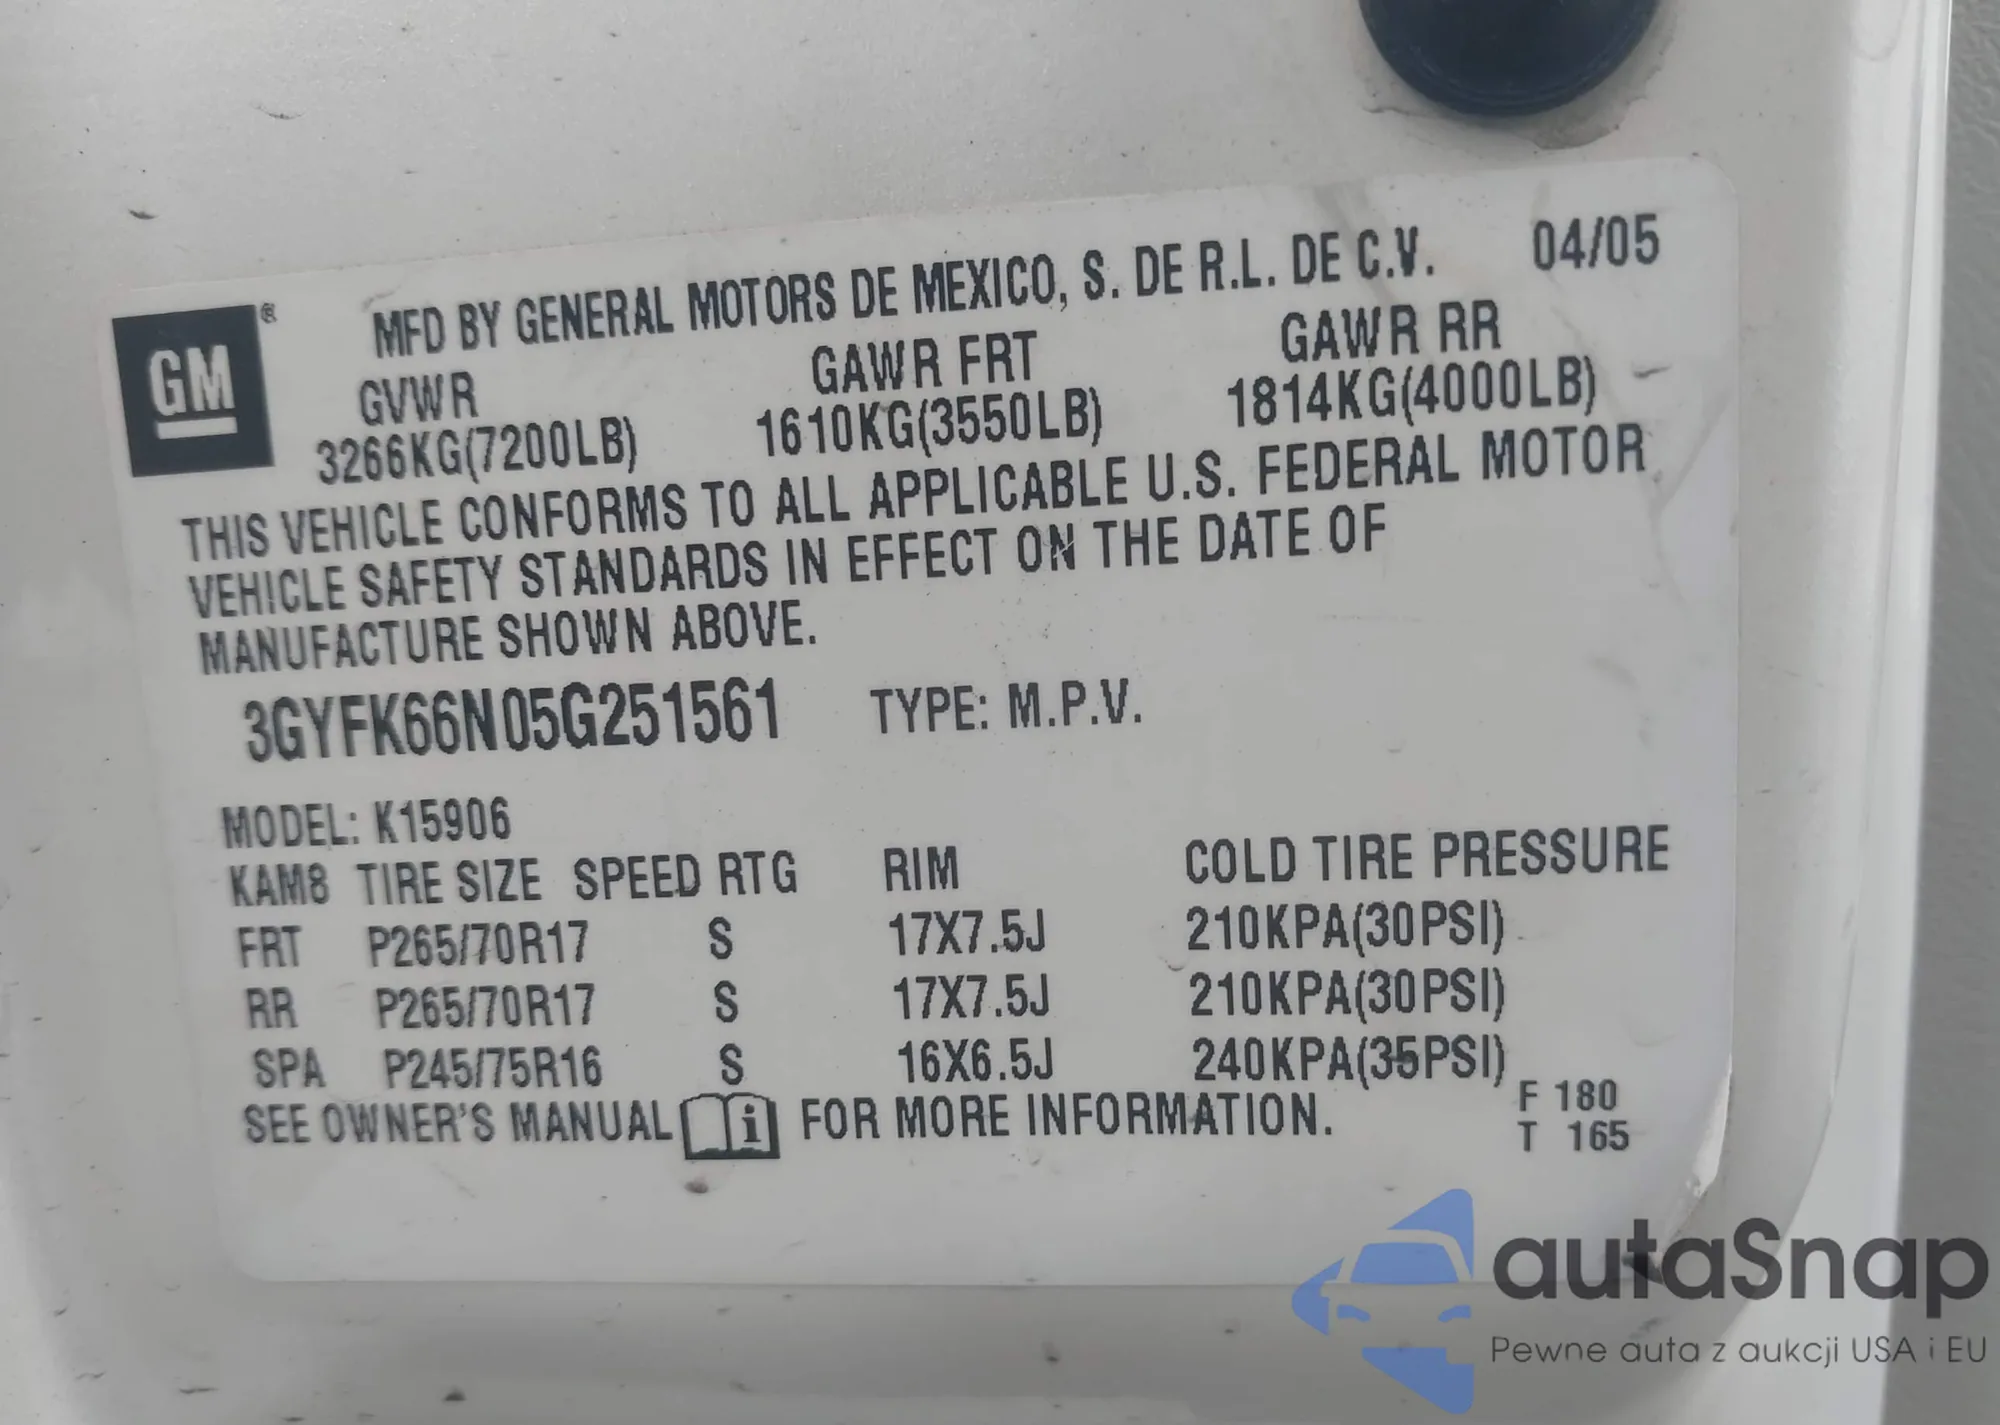 MFD BY GENERAL MOTORS DE MEXICO, S. DE R.L. DE C.V. 04/05
GM ®
GVWR GAWR FRT GAWR RR
3266KG(7200LB) 1610KG(3550LB) 1814KG(4000LB)
THIS VEHICLE CONFORMS TO ALL APPLICABLE U.S. FEDERAL MOTOR
VEHICLE SAFETY STANDARDS IN EFFECT ON THE DATE OF
MANUFACTURE SHOWN ABOVE.
3GYFK66N05G251561 TYPE: M.P.V.
MODEL: K15906
KAM8 TIRE SIZE SPEED RTG RIM COLD TIRE PRESSURE
FRT P265/70R17 S 17X7.5J 210KPA(30PSI)
RR P265/70R17 S 17X7.5J 210KPA(30PSI)
SPA P245/75R16 S 16X6.5J 240KPA(35PSI)
SEE OWNER'S MANUAL i FOR MORE INFORMATION.
F 180
T 165
autaSnap
Pewne auta z aukcji USA i EU